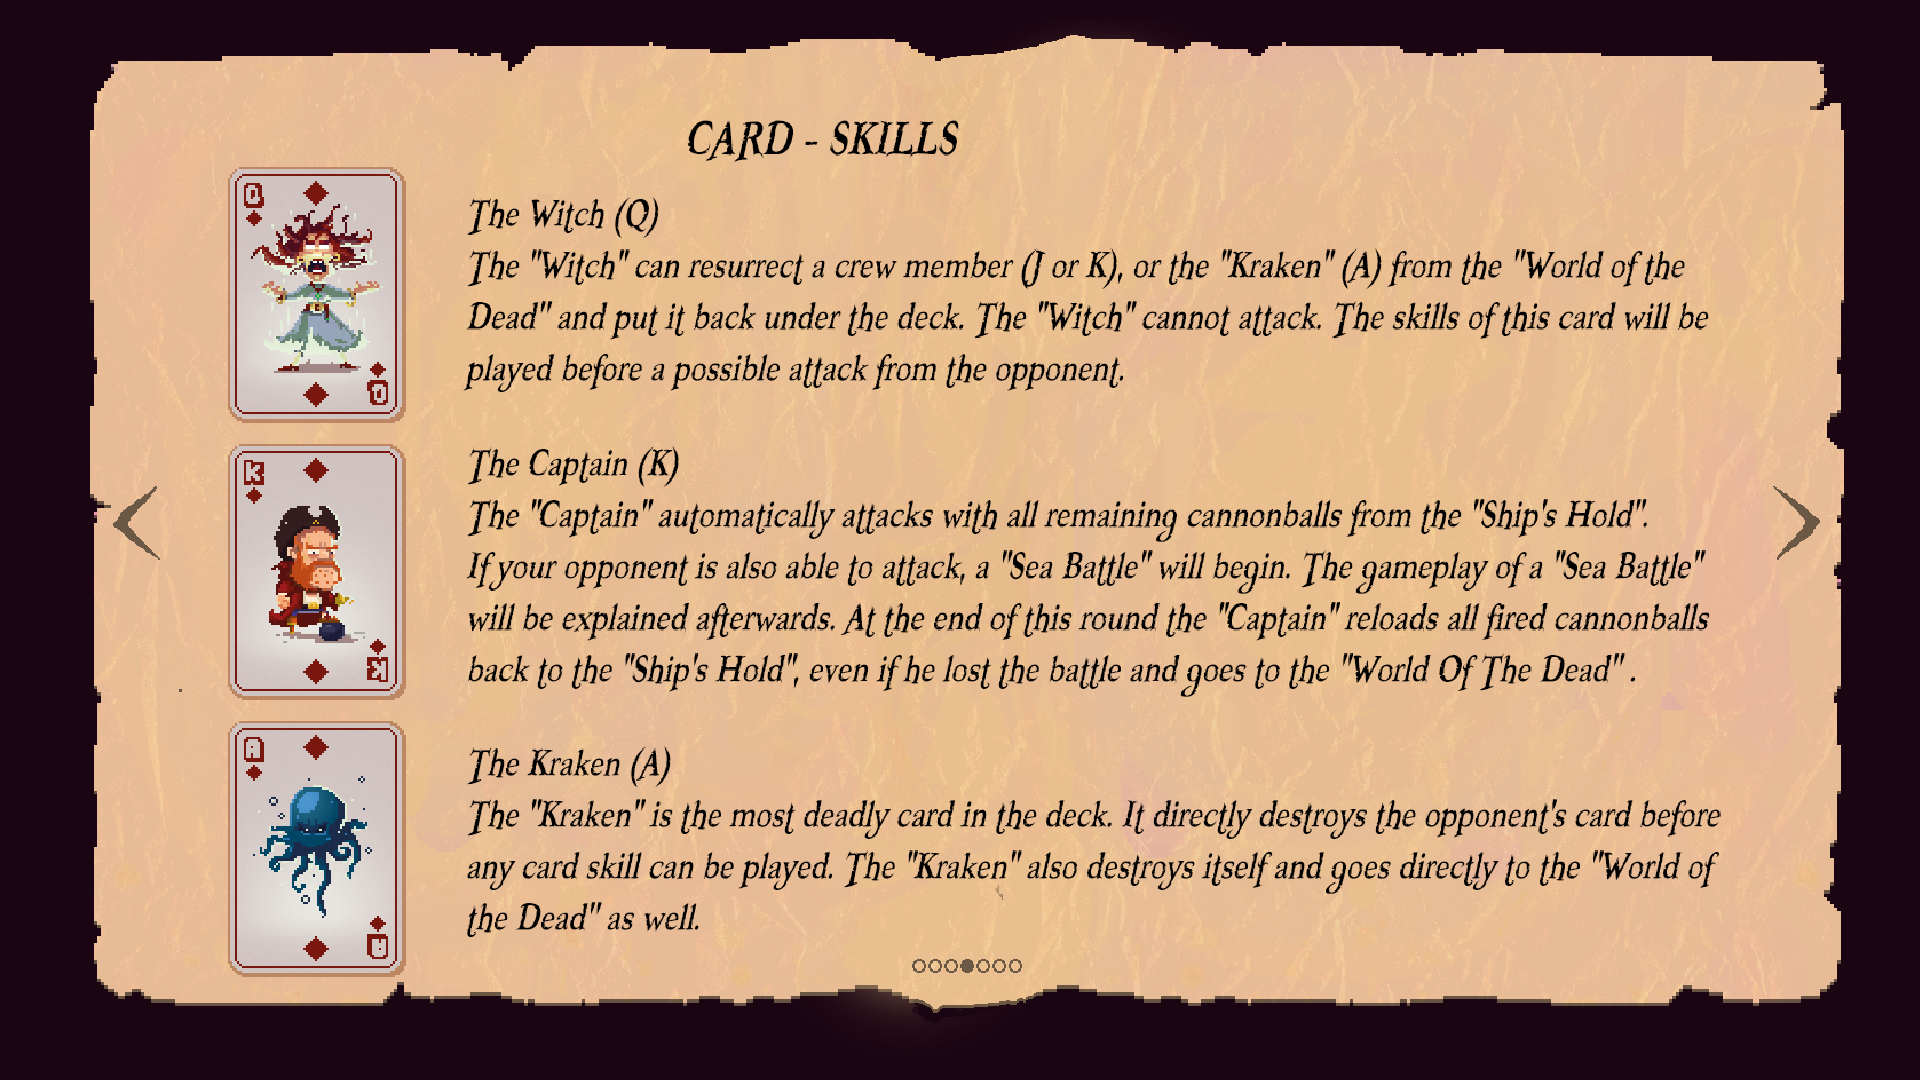 CARD - SKILLS
Q
The Witch (Q)
The "Witch" can resurrect a crew member (J or K), or the "Kraken" (A) from the "World of the
Dead" and put it back under the deck. The "Witch" cannot attack. The skills of this card will be
played before a possible attack from the opponent.
Q
K
The Captain (K)
The "Captain" automatically attacks with all remaining cannonballs from the "Ship's Hold".
If your opponent is also able to attack, a "Sea Battle" will begin. The gameplay of a "Sea Battle"
will be explained afterwards. At the end of this round the "Captain" reloads all fired cannonballs
back to the "Ship's Hold", even if he lost the battle and goes to the "World Of The Dead" .
K
A
The Kraken (A)
The "Kraken" is the most deadly card in the deck. It directly destroys the opponent's card before
any card skill can be played. The "Kraken" also destroys itself and goes directly to the "World of
the Dead" as well.
A